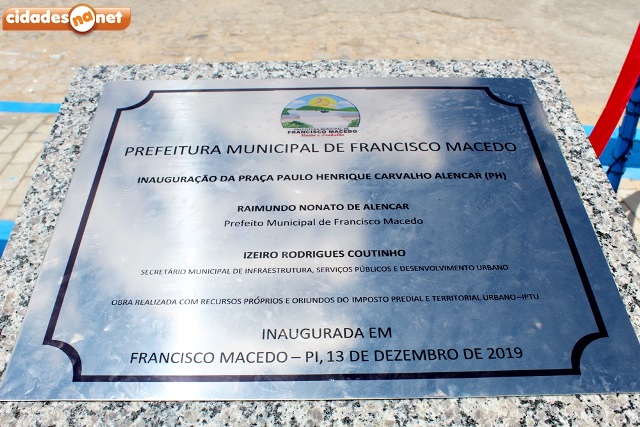 cidadesnanet
FRANCISCO MACEDO
PREFEITURA MUNICIPAL DE FRANCISCO MACEDO
INAUGURAÇÃO DA PRAÇA PAULO HENRIQUE CARVALHO ALENCAR (PH)
RAIMUNDO NONATO DE ALENCAR
Prefeito Municipal de Francisco Macedo
IZEIRO RODRIGUES COUTINHO
SECRETÁRIO MUNICIPAL DE INFRAESTRUTURA, SERVIÇOS PÚBLICOS E DESENVOLVIMENTO URBANO
OBRA REALIZADA COM RECURSOS PRÓPRIOS E ORIUNDOS DO IMPOSTO PREDIAL E TERRITORIAL URBANO–IPTU
INAUGURADA EM
FRANCISCO MACEDO – PI, 13 DE DEZEMBRO DE 2019